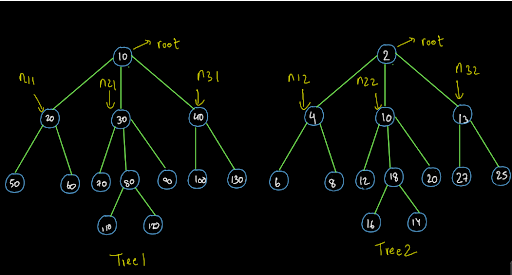 10 root
n11 n21 n31
20 30 40
50 60 70 80 90 100 130
110 120
Tree1
2 root
n12 n22 n32
4 10 13
6 8 12 18 20 27 25
16 14
Tree2